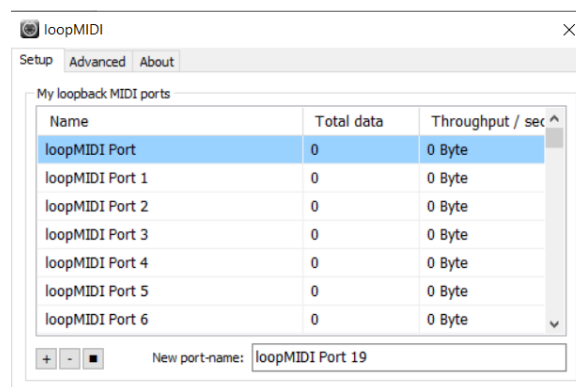 loopMIDI
Setup Advanced About
My loopback MIDI ports
Name Total data Throughput / sec
loopMIDI Port 0 0 Byte
loopMIDI Port 1 0 0 Byte
loopMIDI Port 2 0 0 Byte
loopMIDI Port 3 0 0 Byte
loopMIDI Port 4 0 0 Byte
loopMIDI Port 5 0 0 Byte
loopMIDI Port 6 0 0 Byte
+ - New port-name: loopMIDI Port 19